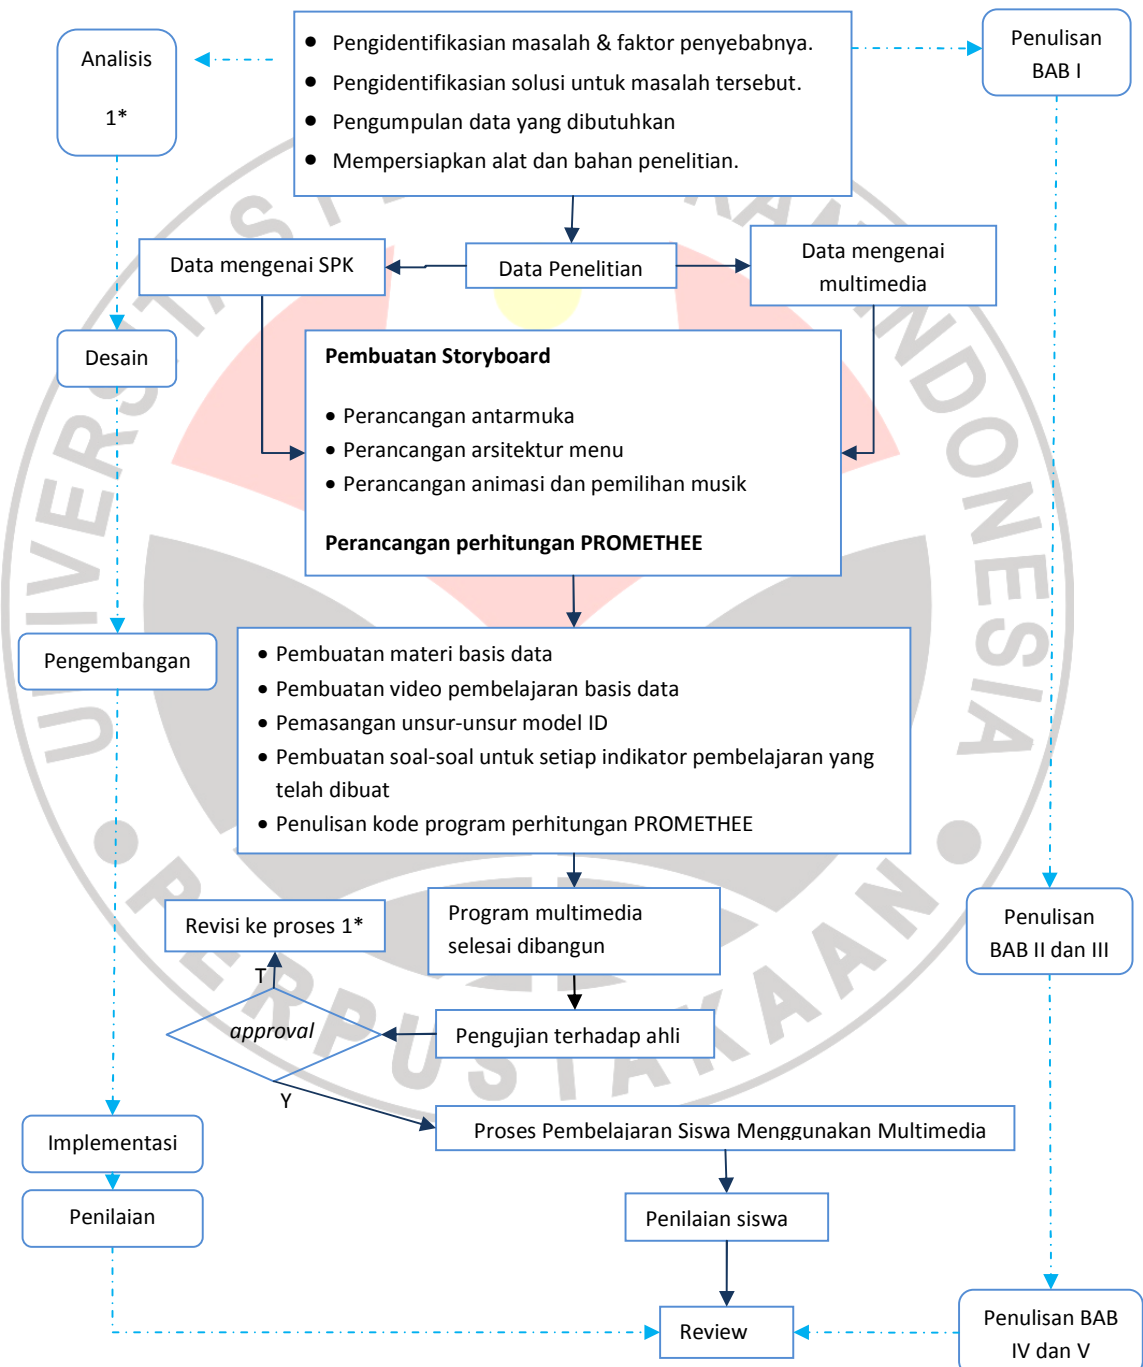 Analisis
1*
• Pengidentifikasian masalah & faktor penyebabnya.
• Pengidentifikasian solusi untuk masalah tersebut.
• Pengumpulan data yang dibutuhkan
• Mempersiapkan alat dan bahan penelitian.
Penulisan
BAB I
Data mengenai SPK
Data Penelitian
Data mengenai
multimedia
Desain
Pembuatan Storyboard
• Perancangan antarmuka
• Perancangan arsitektur menu
• Perancangan animasi dan pemilihan musik
Perancangan perhitungan PROMETHEE
Pengembangan
• Pembuatan materi basis data
• Pembuatan video pembelajaran basis data
• Pemasangan unsur-unsur model ID
• Pembuatan soal-soal untuk setiap indikator pembelajaran yang
telah dibuat
• Penulisan kode program perhitungan PROMETHEE
Revisi ke proses 1*
Program multimedia
selesai dibangun
Penulisan
BAB II dan III
T
approval
Pengujian terhadap ahli
Y
Implementasi
Proses Pembelajaran Siswa Menggunakan Multimedia
Penilaian
Penilaian siswa
Review
Penulisan BAB
IV dan V
PERPUSTAKAAN